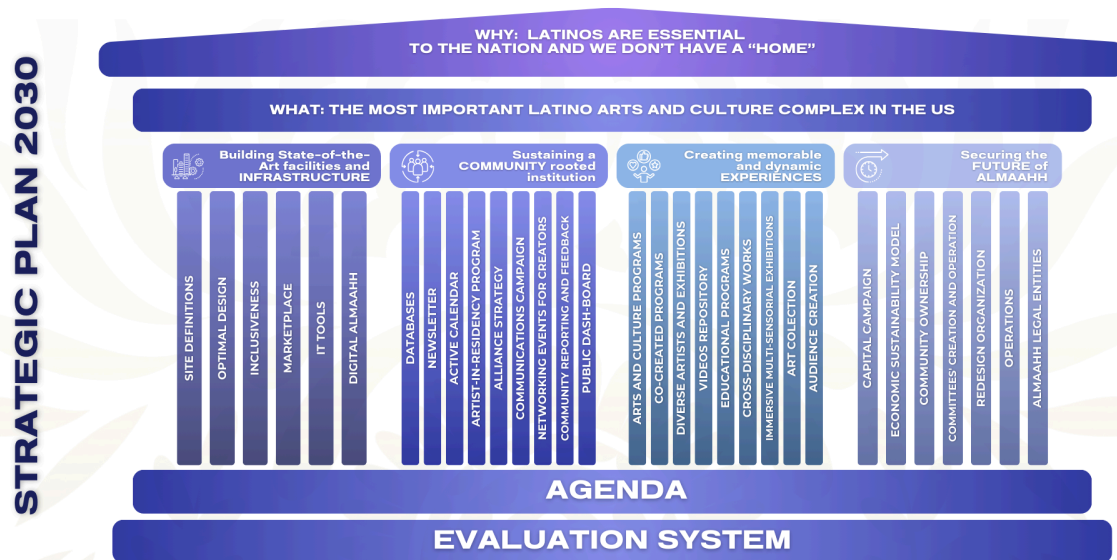 STRATEGIC PLAN 2030
WHY: LATINOS ARE ESSENTIAL
TO THE NATION AND WE DON'T HAVE A “HOME”
WHAT: THE MOST IMPORTANT LATINO ARTS AND CULTURE COMPLEX IN THE US
Building State-of-the-
Art facilities and
INFRASTRUCTURE
SITE DEFINITIONS
OPTIMAL DESIGN
INCLUSIVENESS
MARKETPLACE
IT TOOLS
DIGITAL ALMAAHH
Sustaining a
COMMUNITY rooted
institution
DATABASES
NEWSLETTER
ACTIVE CALENDAR
ARTIST-IN-RESIDENCY PROGRAM
ALLIANCE STRATEGY
COMMUNICATIONS CAMPAIGN
NETWORKING EVENTS FOR CREATORS
COMMUNITY REPORTING AND FEEDBACK
PUBLIC DASH-BOARD
Creating memorable
and dynamic
EXPERIENCES
ARTS AND CULTURE PROGRAMS
CO-CREATED PROGRAMS
DIVERSE ARTISTS AND EXHIBITIONS
VIDEOS REPOSITORY
EDUCATIONAL PROGRAMS
CROSS-DISCIPLINARY WORKS
IMMERSIVE MULTI-SENSORIAL EXHIBITIONS
ART COLECTION
AUDIENCE CREATION
Securing the
FUTURE of
ALMAAHH
CAPITAL CAMPAIGN
ECONOMIC SUSTAINABILITY MODEL
COMMUNITY OWNERSHIP
COMMITTEES' CREATION AND OPERATION
REDESIGN ORGANIZATION
OPERATIONS
ALMAAHH LEGAL ENTITIES
AGENDA
EVALUATION SYSTEM